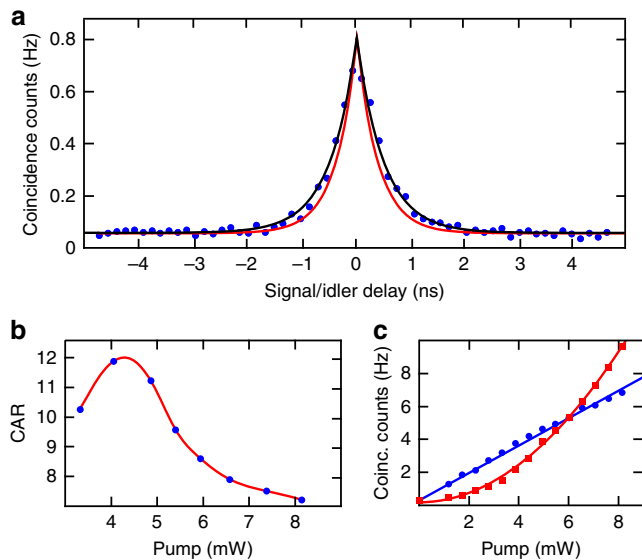 a
Coincidence counts (Hz)
0.8
0.6
0.4
0.2
0
–4 –3 –2 –1 0 1 2 3 4
Signal/idler delay (ns)
b
CAR
12
11
10
9
8
4 5 6 7 8
Pump (mW)
c
Coinc. counts (Hz)
10
8
6
4
2
0 2 4 6 8
Pump (mW)